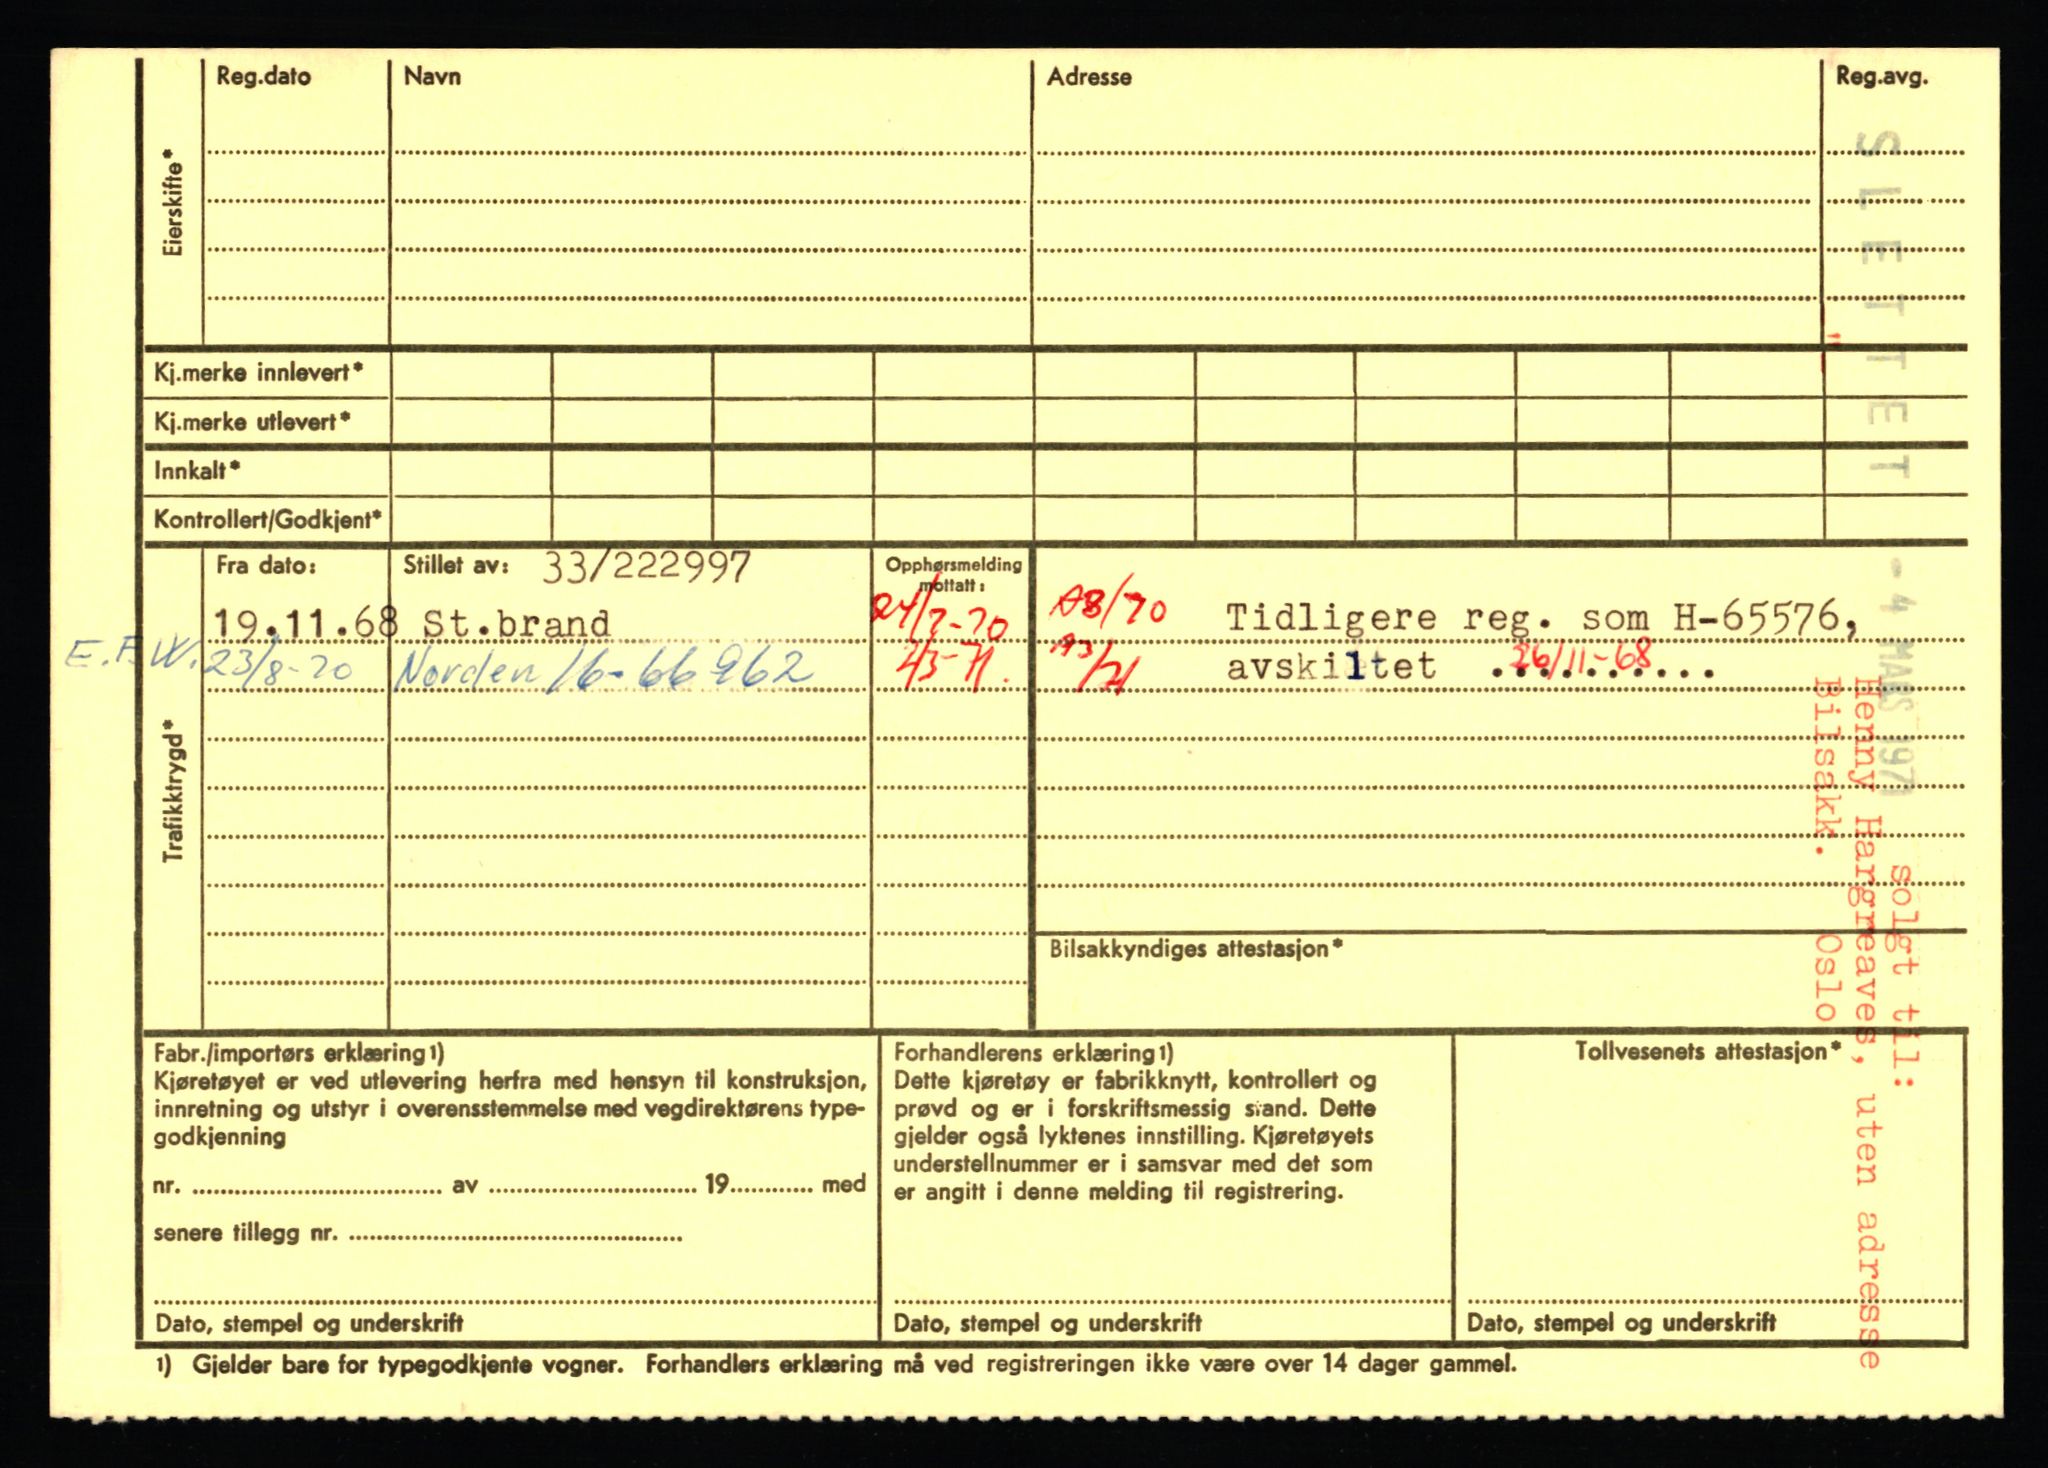 Reg.dato Navn Adresse Reg.avg.
Eierskifte*
Kj.merke innlevert*
Kj.merke utlevert*
Innkalt*
Kontrollert/Godkjent*
Trafikktrygd*
Fra dato: Stillet av: 33/222997 Opphørsmelding
mottatt:
19.11.68 St.brand 24/7-70 A8/70 Tidligere reg. som H-65576,
23/8-70 Norden 16-66962 2/3-71. A3/71 avskiltet 26/11-68
Bilsakkyndiges attestasjon*
SLETTET - 4 MARS 1971
solgt til:
Henny Hargreaves, uten adresse
Bilsakk. Oslo
Fabr./importørs erklæring1)
Kjøretøyet er ved utlevering herfra med hensyn til konstruksjon,
innretning og utstyr i overensstemmelse med vegdirektørens type-
godkjenning
nr. ........ av ........ 19........ med
senere tillegg nr. ........
Dato, stempel og underskrift
Forhandlerens erklæring1)
Dette kjøretøy er fabrikknytt, kontrollert og
prøvd og er i forskriftsmessig stand. Dette
gjelder også lyktenes innstilling. Kjøretøyets
understellnummer er i samsvar med det som
er angitt i denne melding til registrering.
Dato, stempel og underskrift
Tollvesenets attestasjon*
Dato, stempel og underskrift
1) Gjelder bare for typegodkjente vogner. Forhandlers erklæring må ved registreringen ikke være over 14 dager gammel.